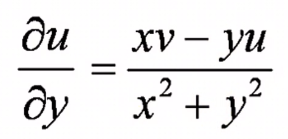 ∂u/∂y = (xv − yu)/(x² + y²)